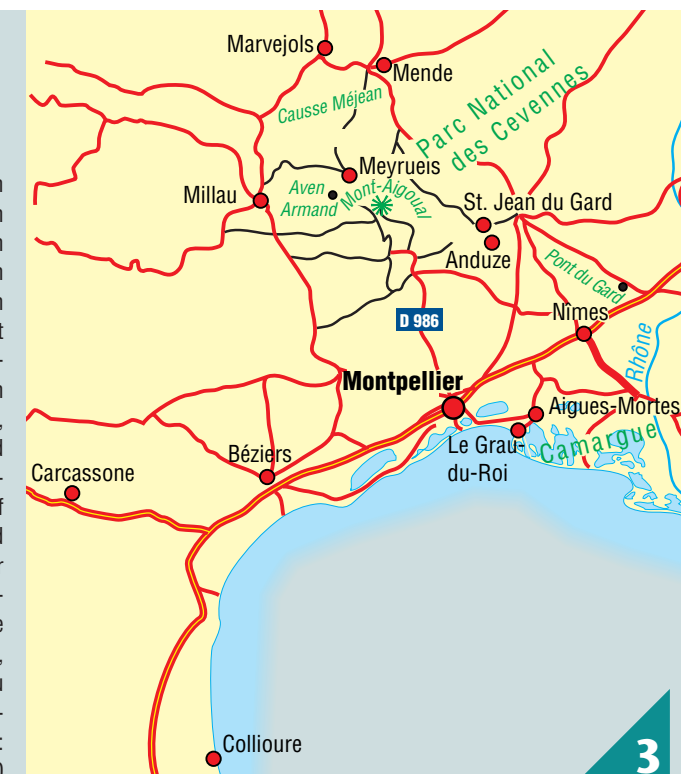 Marvejols
Mende
Causse Méjean
Parc National
des Cevennes
Meyrueis
Millau
Aven
Armand
Mont-Aigoual
St. Jean du Gard
Anduze
Pont du Gard
D 986
Nîmes
Rhône
Montpellier
Aigues-Mortes
Le Grau-
du-Roi
Camargue
Béziers
Carcassone
Collioure
3